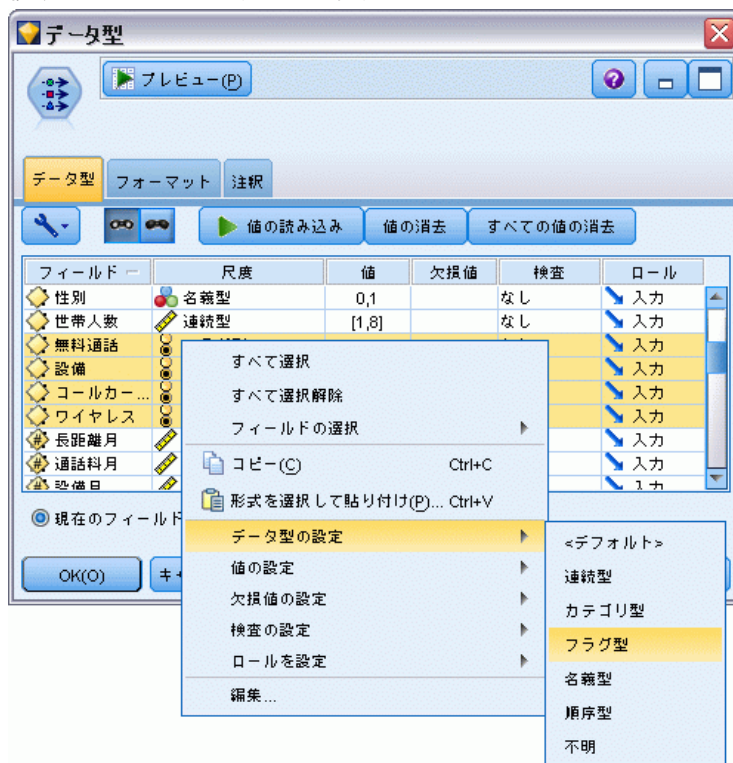 データ型
プレビュー(P)
データ型 フォーマット 注釈
値の読み込み 値の消去 すべての値の消去
フィールド 尺度 値 欠損値 検査 ロール
性別 名義型 0,1 なし 入力
世帯人数 連続型 [1,8] なし 入力
無料通話 入力
設備 入力
コールカー... 入力
ワイヤレス 入力
長距離月 入力
通話料月 入力
設備月 入力
すべて選択
すべて選択解除
フィールドの選択
コピー(C) Ctrl+C
形式を選択して貼り付け(P)... Ctrl+V
データ型の設定
値の設定
欠損値の設定
検査の設定
ロールを設定
編集...
<デフォルト>
連続型
カテゴリ型
フラグ型
名義型
順序型
不明
現在のフィールド
OK(O) キ